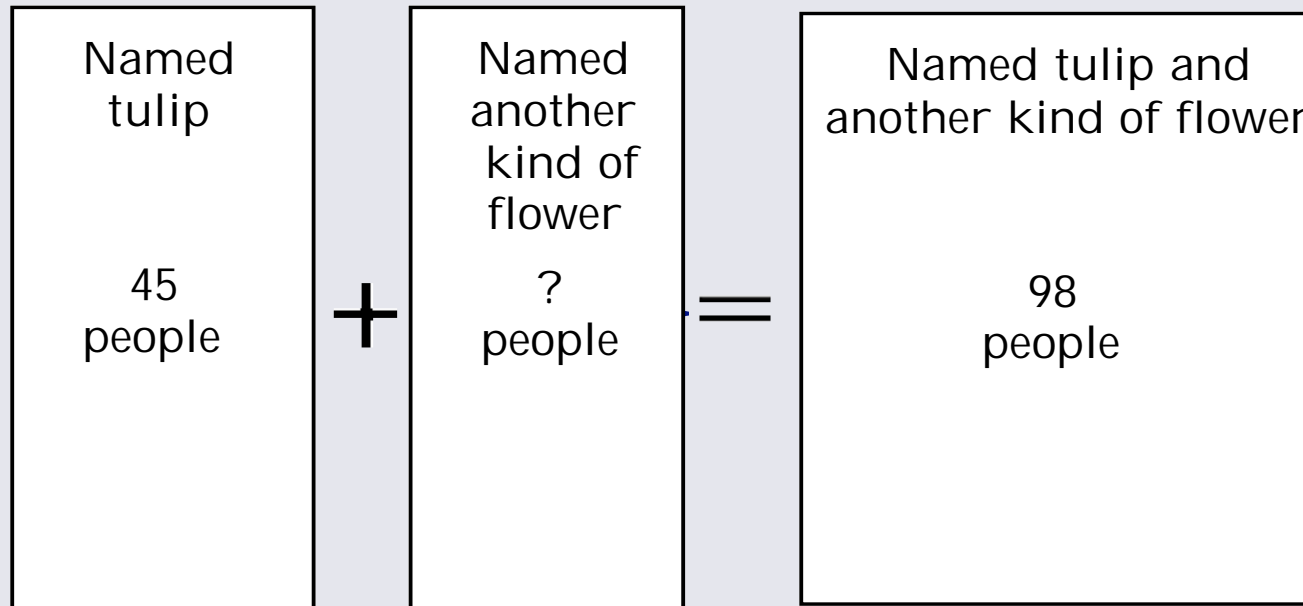 Named
tulip
45
people
+
Named
another
kind of
flower
?
people
=
Named tulip and
another kind of flower
98
people